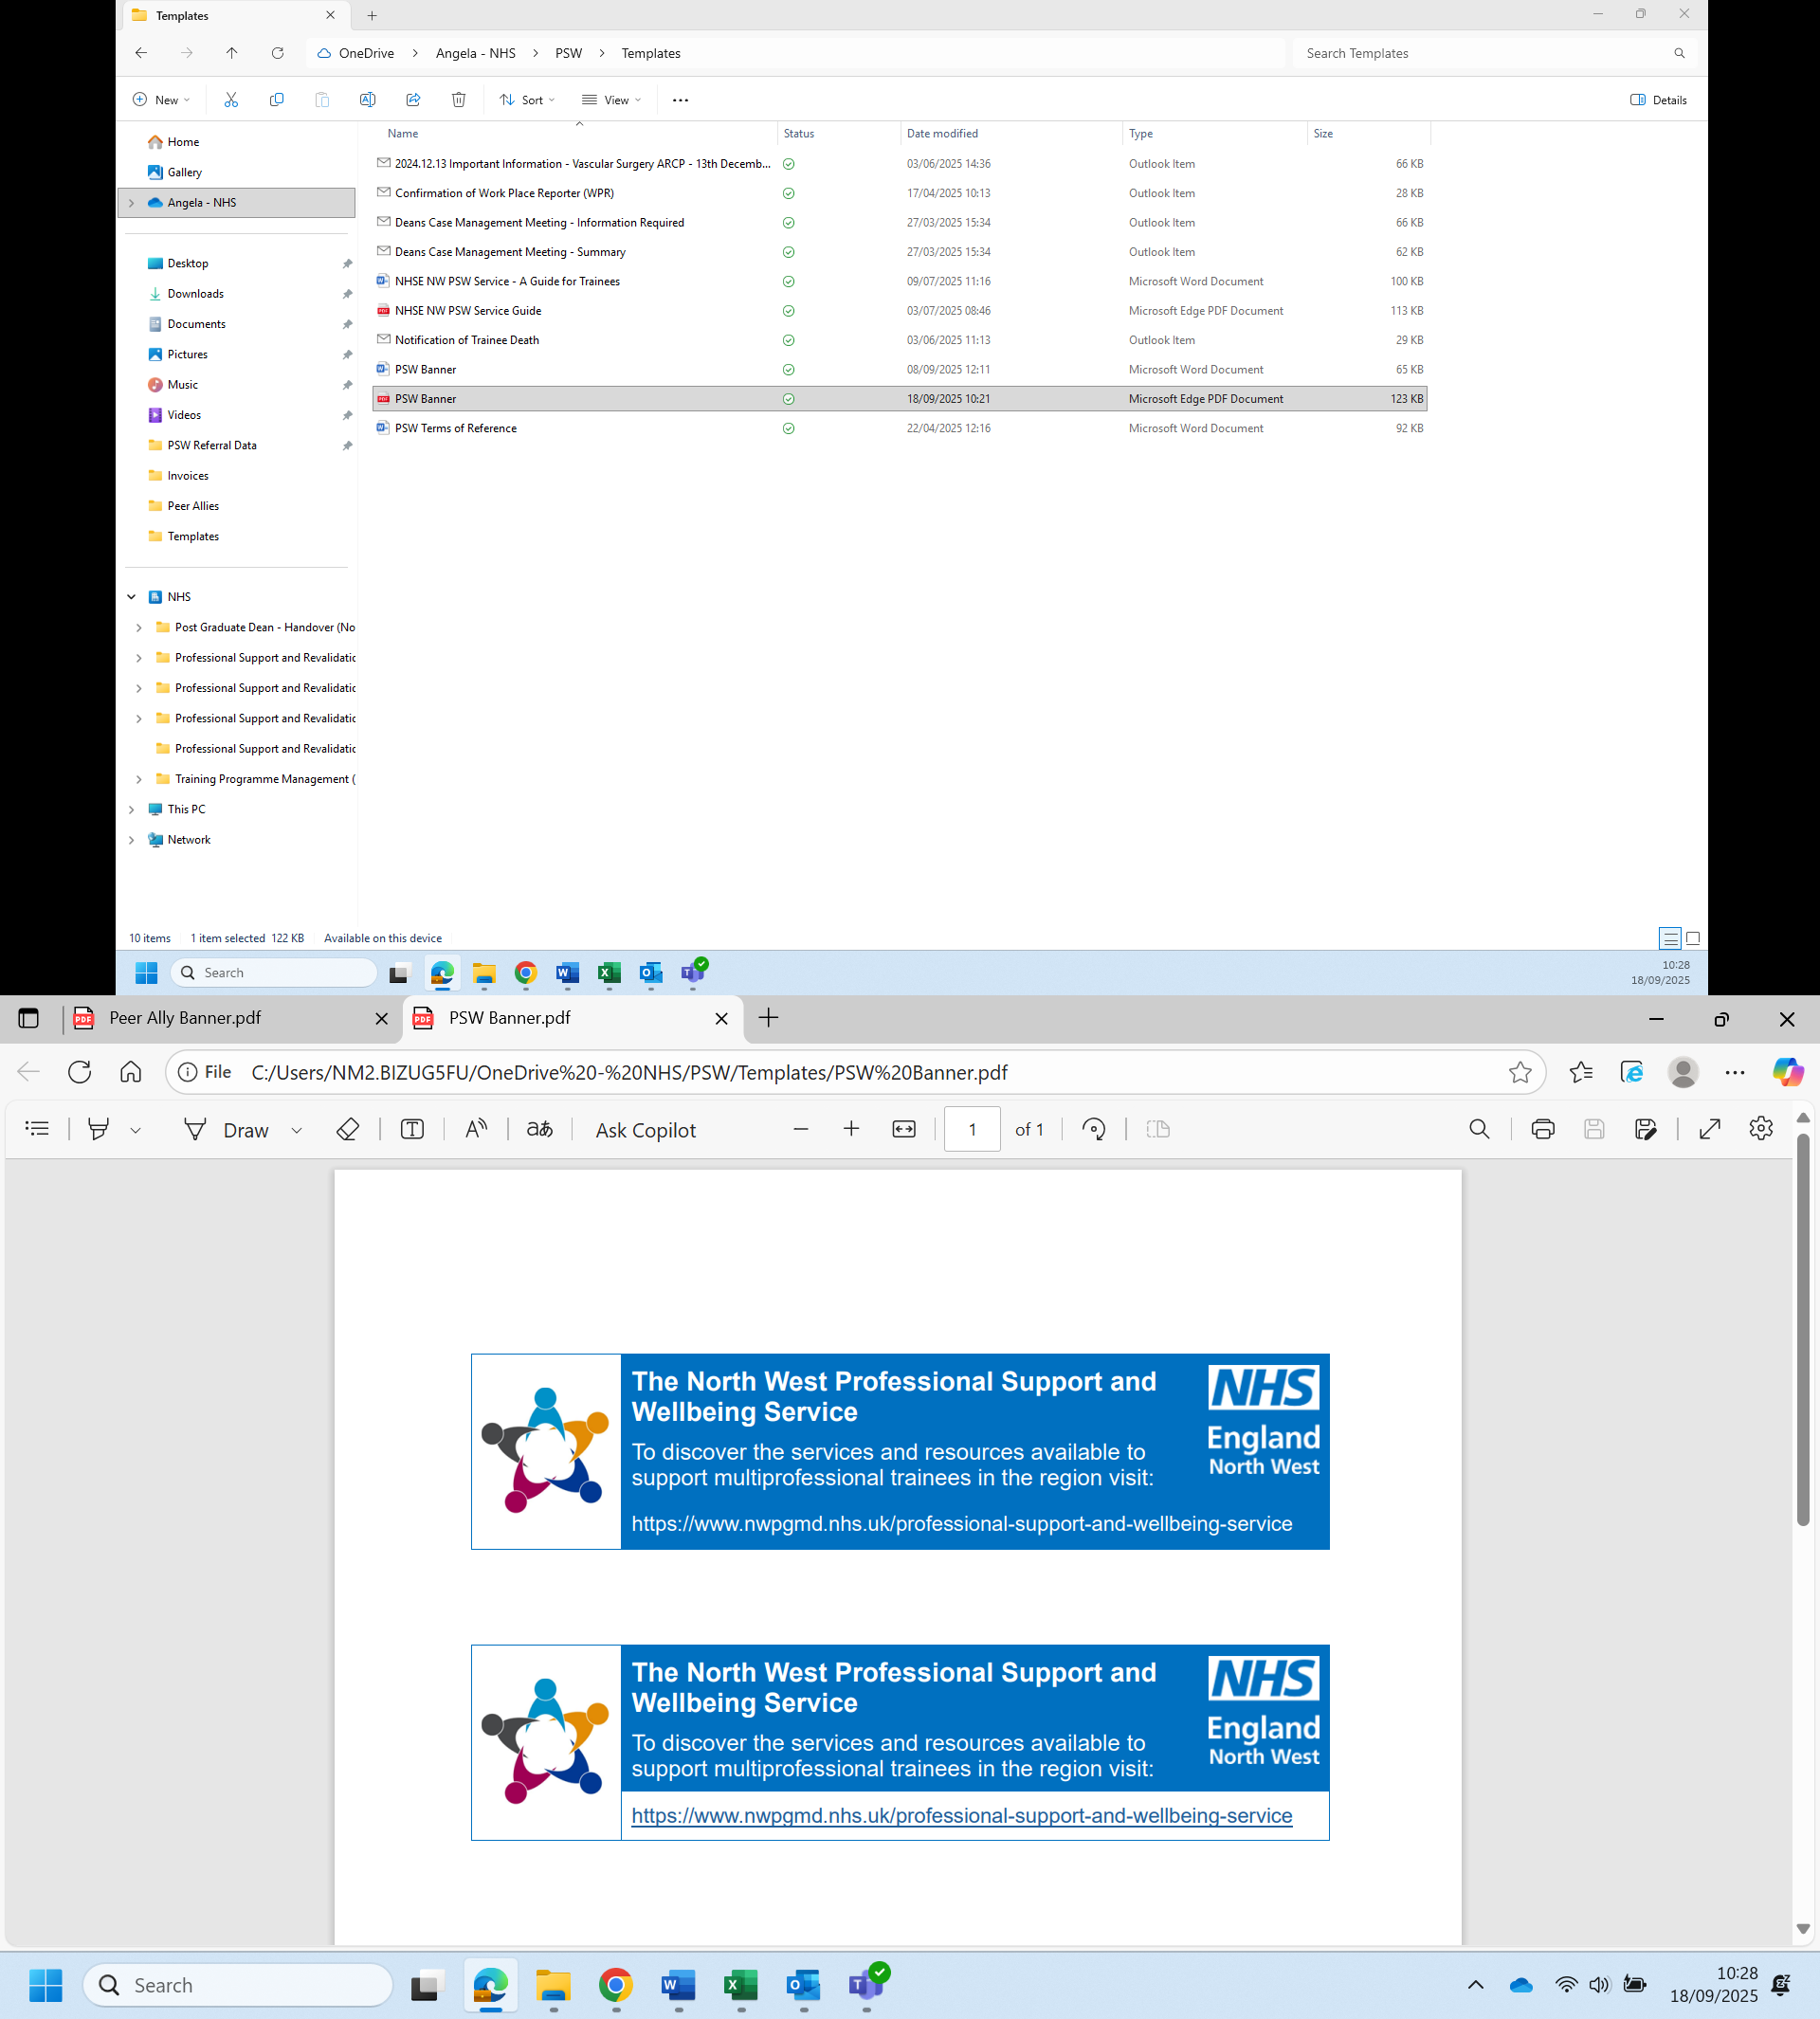 Templates
OneDrive > Angela - NHS > PSW > Templates
Search Templates
New
Sort
View
Details
Name Status Date modified Type Size
Home
Gallery
Angela - NHS
Desktop
Downloads
Documents
Pictures
Music
Videos
PSW Referral Data
Invoices
Peer Allies
Templates
NHS
Post Graduate Dean - Handover (No
Professional Support and Revalidatic
Professional Support and Revalidatic
Professional Support and Revalidatic
Professional Support and Revalidatic
Training Programme Management (
This PC
Network
2024.12.13 Important Information - Vascular Surgery ARCP - 13th Decemb... 03/06/2025 14:36 Outlook Item 66 KB
Confirmation of Work Place Reporter (WPR) 17/04/2025 10:13 Outlook Item 28 KB
Deans Case Management Meeting - Information Required 27/03/2025 15:34 Outlook Item 66 KB
Deans Case Management Meeting - Summary 27/03/2025 15:34 Outlook Item 62 KB
NHSE NW PSW Service - A Guide for Trainees 09/07/2025 11:16 Microsoft Word Document 100 KB
NHSE NW PSW Service Guide 03/07/2025 08:46 Microsoft Edge PDF Document 113 KB
Notification of Trainee Death 03/06/2025 11:13 Outlook Item 29 KB
PSW Banner 08/09/2025 12:11 Microsoft Word Document 65 KB
PSW Banner 18/09/2025 10:21 Microsoft Edge PDF Document 123 KB
PSW Terms of Reference 22/04/2025 12:16 Microsoft Word Document 92 KB
10 items 1 item selected 122 KB Available on this device
Search
10:28
18/09/2025
Peer Ally Banner.pdf
PSW Banner.pdf
File C:/Users/NM2.BIZUG5FU/OneDrive%20-%20NHS/PSW/Templates/PSW%20Banner.pdf
Draw
aあ
Ask Copilot
1 of 1
The North West Professional Support and
Wellbeing Service
To discover the services and resources available to
support multiprofessional trainees in the region visit:
https://www.nwpgmd.nhs.uk/professional-support-and-wellbeing-service
NHS
England
North West
The North West Professional Support and
Wellbeing Service
To discover the services and resources available to
support multiprofessional trainees in the region visit:
https://www.nwpgmd.nhs.uk/professional-support-and-wellbeing-service
NHS
England
North West
Search
10:28
18/09/2025